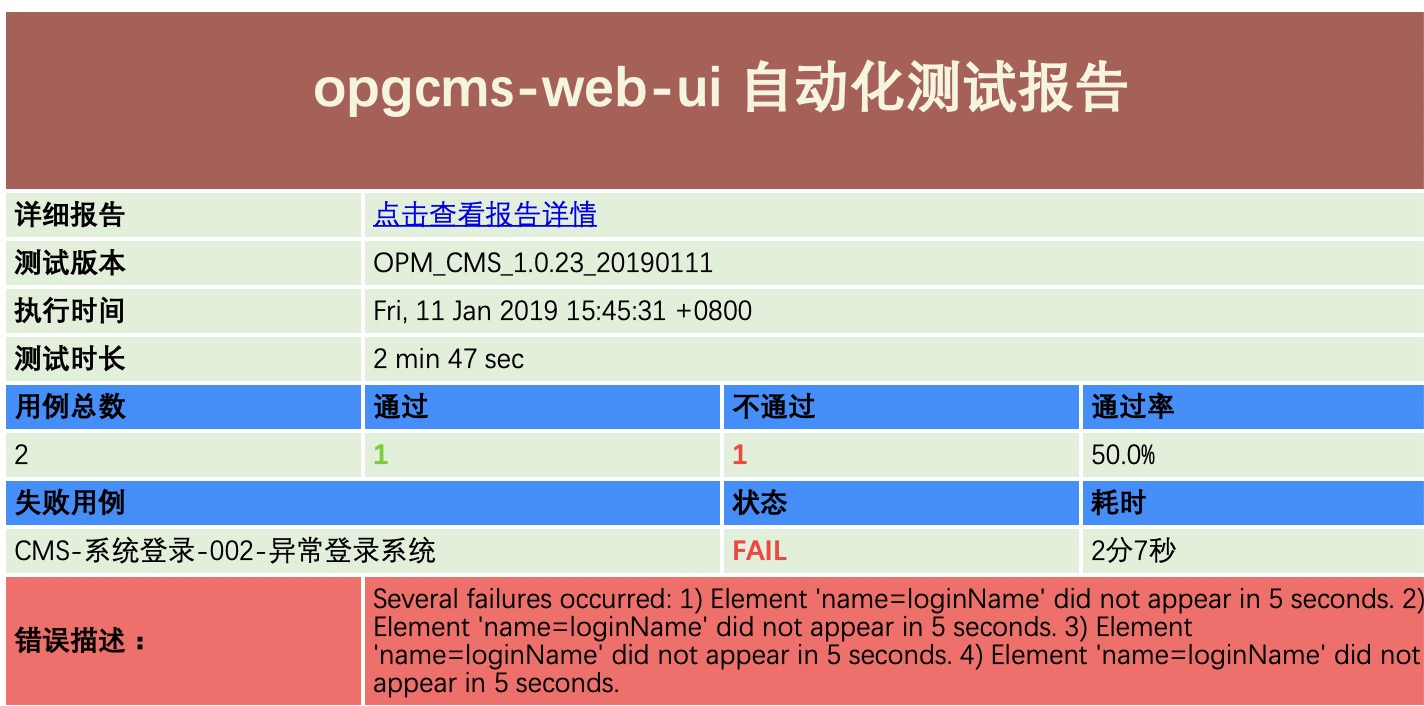 opgcms-web-ui 自动化测试报告
详细报告 点击查看报告详情
测试版本 OPM_CMS_1.0.23_20190111
执行时间 Fri, 11 Jan 2019 15:45:31 +0800
测试时长 2 min 47 sec
用例总数 通过 不通过 通过率
2 1 1 50.0%
失败用例 状态 耗时
CMS-系统登录-002-异常登录系统 FAIL 2分7秒
错误描述：
Several failures occurred: 1) Element 'name=loginName' did not appear in 5 seconds. 2)
Element 'name=loginName' did not appear in 5 seconds. 3) Element
'name=loginName' did not appear in 5 seconds. 4) Element 'name=loginName' did not
appear in 5 seconds.